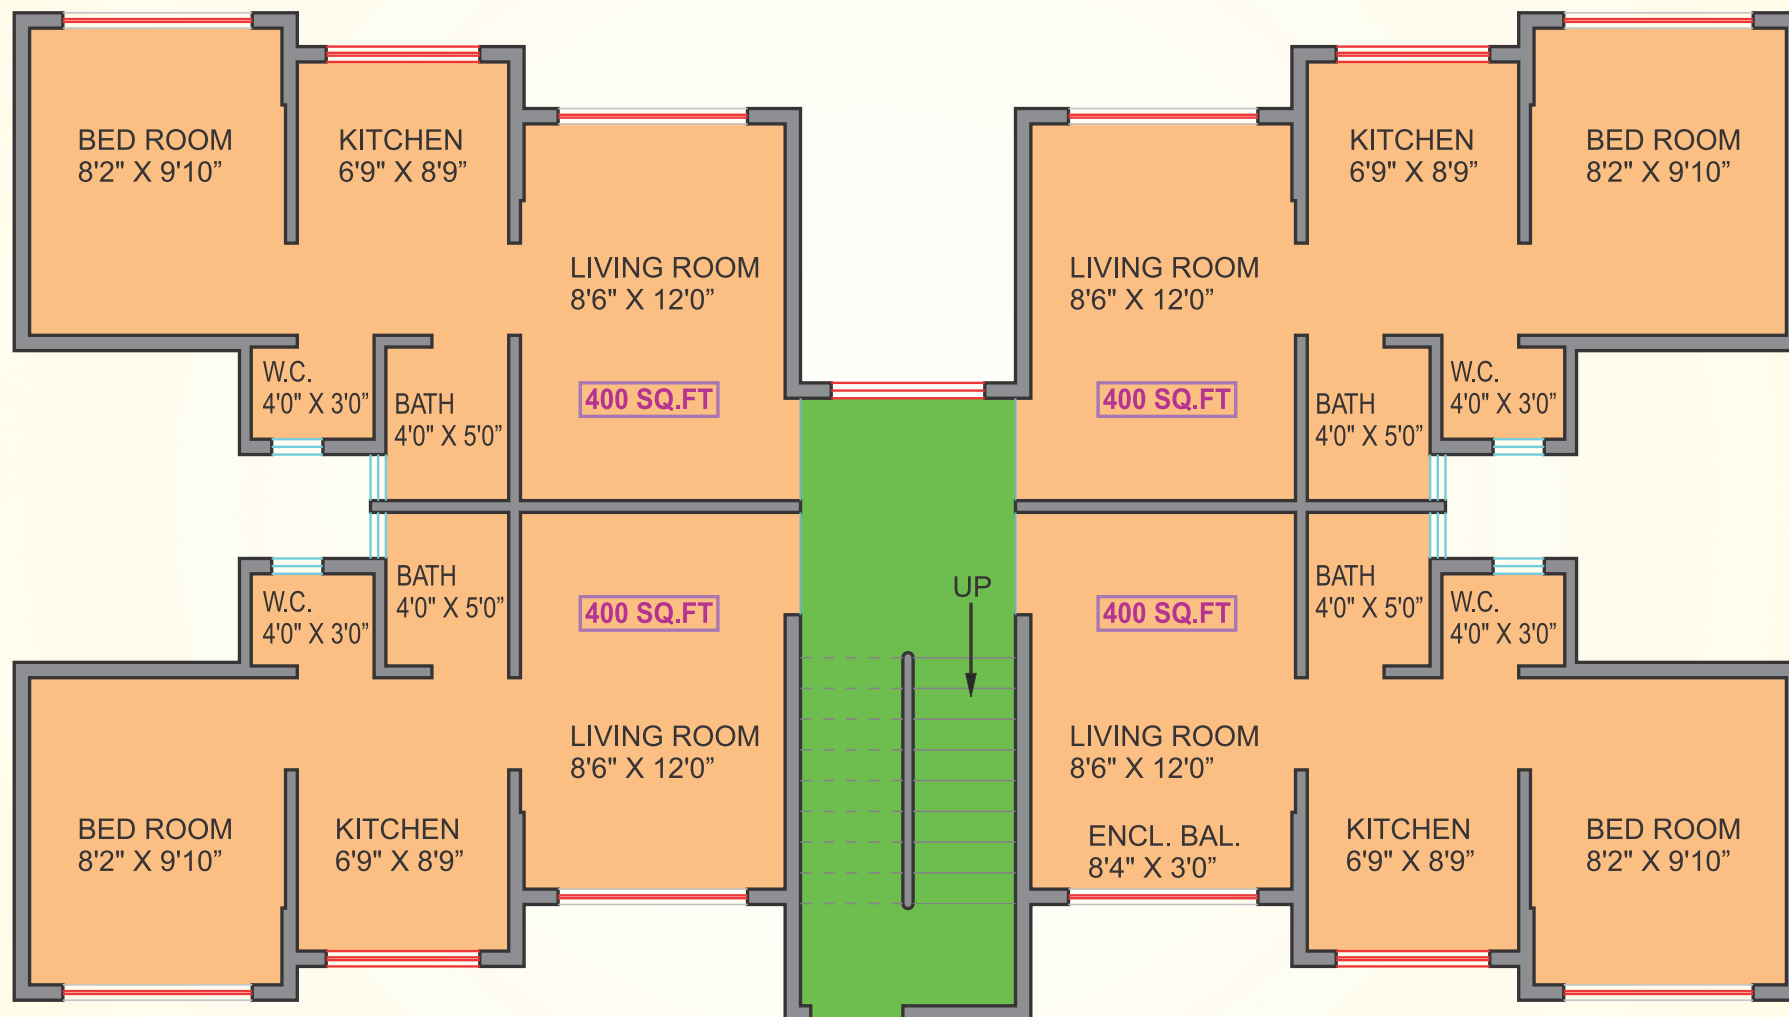 BED ROOM
8'2" X 9'10”
KITCHEN
6'9" X 8'9”
LIVING ROOM
8'6" X 12'0”
W.C.
4'0" X 3'0”
BATH
4'0" X 5'0”
400 SQ.FT
KITCHEN
6'9" X 8'9”
BED ROOM
8'2" X 9'10”
LIVING ROOM
8'6" X 12'0”
400 SQ.FT
BATH
4'0" X 5'0”
W.C.
4'0" X 3'0”
W.C.
4'0" X 3'0”
BATH
4'0" X 5'0”
400 SQ.FT
LIVING ROOM
8'6" X 12'0”
BED ROOM
8'2" X 9'10”
KITCHEN
6'9" X 8'9”
UP
400 SQ.FT
BATH
4'0" X 5'0”
W.C.
4'0" X 3'0”
LIVING ROOM
8'6" X 12'0”
ENCL. BAL.
8'4" X 3'0”
KITCHEN
6'9" X 8'9”
BED ROOM
8'2" X 9'10”